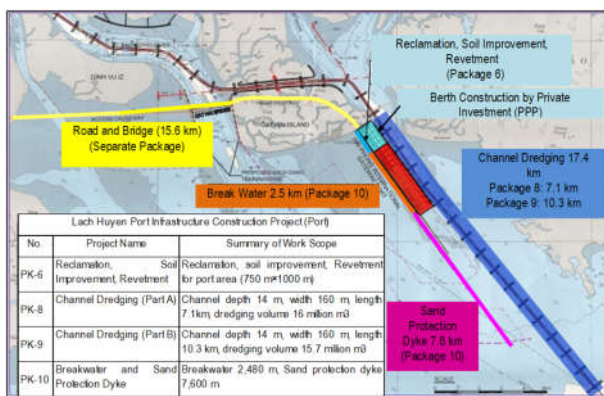 Reclamation, Soil
Improvement,
Revetment
(Package 6)
Berth Construction by Private
Investment (PPP)
Road and Bridge (15.6 km)
(Separate Package)
Break Water 2.5 km (Package 10)
Channel Dredging 17.4
km
Package 8: 7.1 km
Package 9: 10.3 km
Sand
Protection
Dyke 7.6 km
(Package 10)
Lach Huyen Port Infrastructure Construction Project (Port)
No. Project Name Summary of Work Scope
PK-6 Reclamation, Soil Improvement, Revetment Reclamation, soil improvement, Revetment for port area (750 m×1000 m)
PK-8 Channel Dredging (Part A) Channel depth 14 m, width 160 m, length 7.1km, dredging volume 16 million m3
PK-9 Channel Dredging (Part B) Channel depth 14 m, width 160 m, length 10.3 km, dredging volume 15.7 million m3
PK-10 Breakwater and Sand Protection Dyke Breakwater 2,480 m, Sand protection dyke 7,600 m